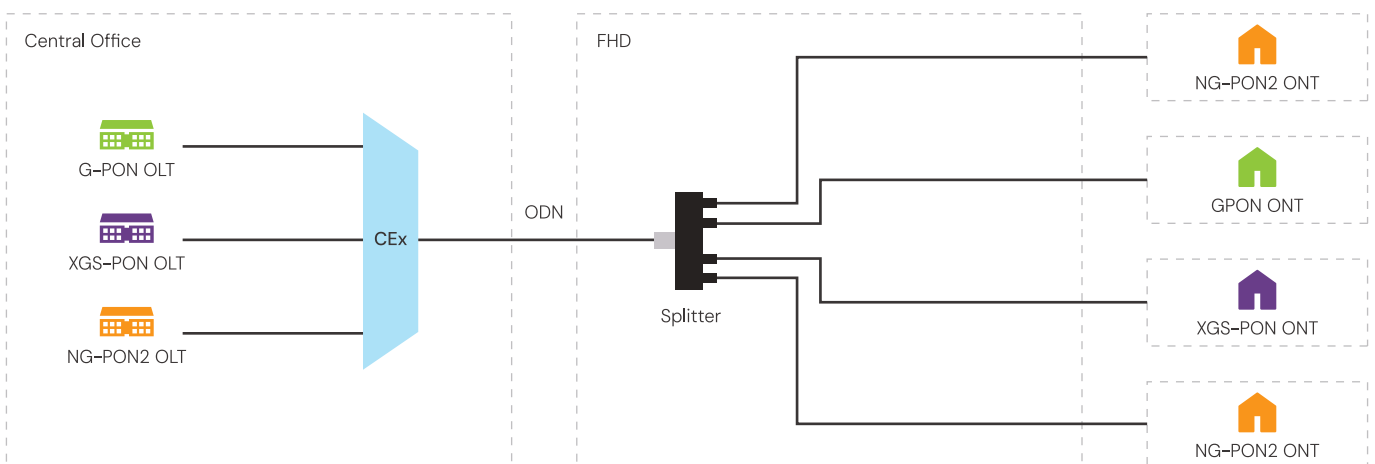 Central Office
G-PON OLT
XGS-PON OLT
NG-PON2 OLT
CEx
ODN
FHD
Splitter
NG-PON2 ONT
GPON ONT
XGS-PON ONT
NG-PON2 ONT